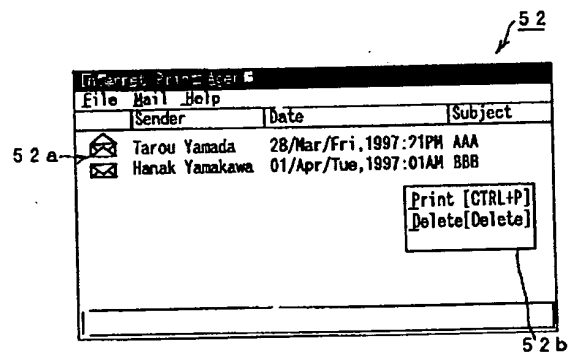 52
Internet Print Agent
File Mail Help
Sender Date Subject
52a
Tarou Yamada 28/Mar/Fri,1997:21PM AAA
Hanak Yamakawa 01/Apr/Tue,1997:01AM BBB
Print [CTRL+P]
Delete[Delete]
52b